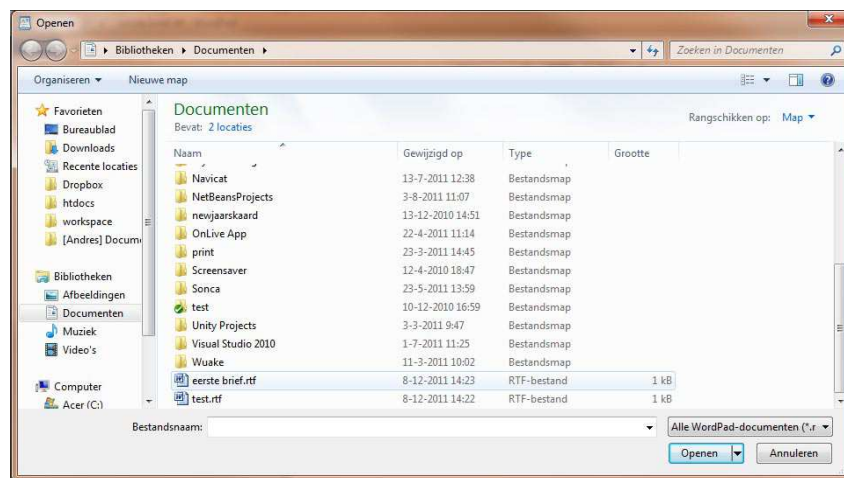 Openen
Bibliotheken ▸ Documenten ▸
Zoeken in Documenten
Organiseren
Nieuwe map
Favorieten
Bureaublad
Downloads
Recente locaties
Dropbox
htdocs
workspace
[Andres] Docum
Bibliotheken
Afbeeldingen
Documenten
Muziek
Video's
Computer
Acer (C:)
Documenten
Bevat: 2 locaties
Rangschikken op: Map
Naam Gewijzigd op Type Grootte
Navicat 13-7-2011 12:38 Bestandsmap
NetBeansProjects 3-8-2011 11:07 Bestandsmap
newjaarskaard 13-12-2010 14:51 Bestandsmap
OnLive App 22-4-2011 11:14 Bestandsmap
print 23-3-2011 14:45 Bestandsmap
Screensaver 12-4-2010 18:47 Bestandsmap
Sonca 23-5-2011 13:59 Bestandsmap
test 10-12-2010 16:59 Bestandsmap
Unity Projects 3-3-2011 9:47 Bestandsmap
Visual Studio 2010 1-7-2011 11:25 Bestandsmap
Wuake 11-3-2011 10:02 Bestandsmap
eerste brief.rtf 8-12-2011 14:23 RTF-bestand 1 kB
test.rtf 8-12-2011 14:22 RTF-bestand 1 kB
Bestandsnaam:
Alle WordPad-documenten (*.r
Openen
Annuleren